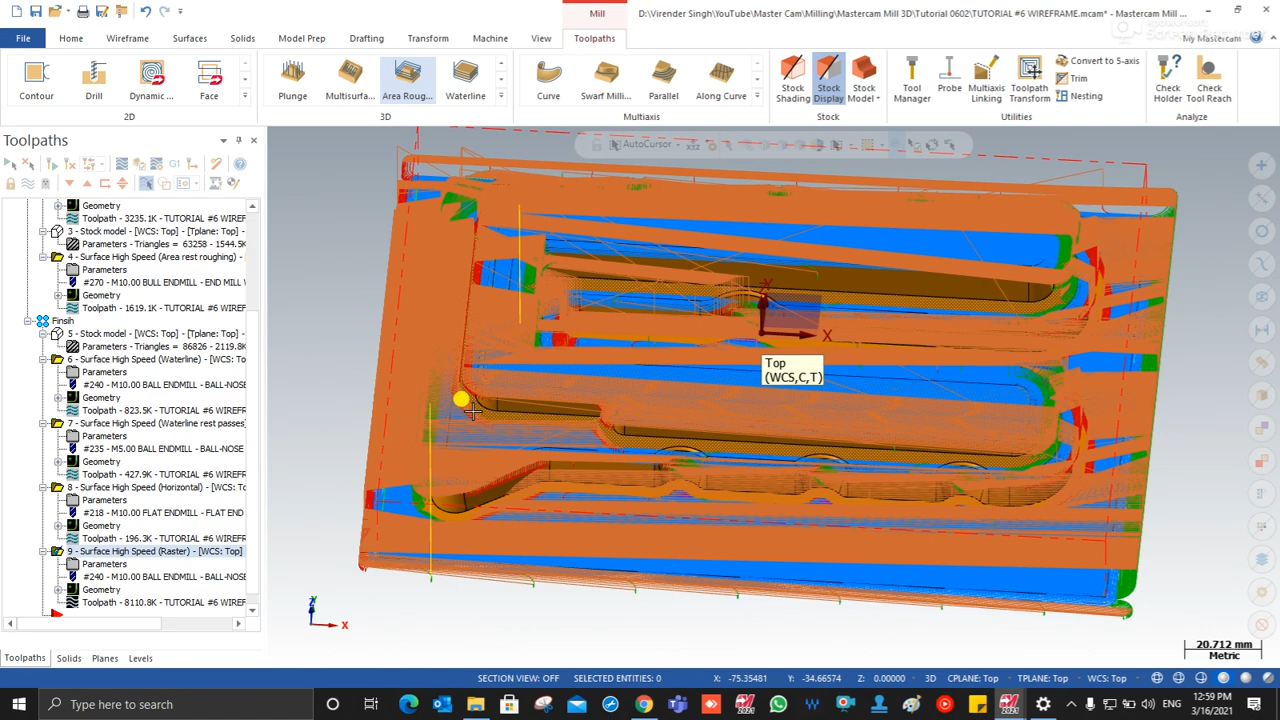 Mill
D:\Virender Singh\YouTube\Master Cam\Milling\Mastercam Mill 3D\Tutorial 0602\TUTORIAL #6 WIREFRAME.mcam* - Mastercam Mill ...
File Home Wireframe Surfaces Solids Model Prep Drafting Transform Machine View Toolpaths My Mastercam
Contour Drill Dynamic ... Face
Plunge Multisurfa... Area Roug... Waterline
Curve Swarf Milli... Parallel Along Curve
Stock Shading Stock Display Stock Model
Tool Manager Probe Multiaxis Linking Toolpath Transform
Convert to 5-axis
Trim
Nesting
Check Holder Check Tool Reach
2D 3D Multiaxis Stock Utilities Analyze
Toolpaths
AutoCursor
Geometry
Toolpath - 3235.1K - TUTORIAL #6 WIREF
3 - Stock model - [WCS: Top] - [Tplane: Top]
Parameters - Triangles = 63258 - 1544.5K
4 - Surface High Speed (Area rest roughing) -
Parameters
#270 - M10.00 ENDMILL - END MILL W
Geometry
Toolpath - 1619.1K - TUTORIAL #6 WIREF
Finsih
5 - Stock model - [WCS: Top] - [Tplane: Top]
Parameters - Triangles = 86826 - 2119.8K
6 - Surface High Speed (Waterline) - [WCS:
Parameters
#240 - M10.00 BALL ENDMILL - BALL-NOSE
Geometry
Toolpath - 823.5K - TUTORIAL #6 WIREFR
7 - Surface High Speed (Waterline rest passes)
Parameters
#235 - M5.00 BALL ENDMILL - BALL-NOSE
Geometry
Toolpath - 427.9K - TUTORIAL #6 WIREFR
8 - Surface High Speed (Horizontal) - [WCS: T
Parameters
#218 - M10.00 FLAT ENDMILL - FLAT END
Geometry
Toolpath - 196.3K - TUTORIAL #6 WIREFR
9 - Surface High Speed (Raster) - [WCS: Top]
Parameters
#240 - M10.00 BALL ENDMILL - BALL-NOSE
Geometry
Toolpath - 8110.8K - TUTORIAL #6 WIREF
X
Top
(WCS,C,T)
X
20.712 mm
Metric
Toolpaths Solids Planes Levels
SECTION VIEW: OFF SELECTED ENTITIES: 0 X: -75.35481 Y: -34.66574 Z: 0.00000 3D CPLANE: Top TPLANE: Top WCS: Top
Type here to search
ENG
12:59 PM
3/16/2021